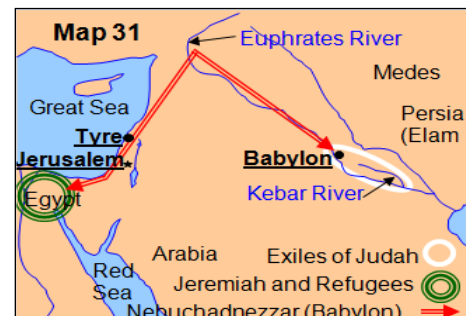 Map 31
Euphrates River
Medes
Great Sea
Persia
(Elam
Tyre
Jerusalem
Babylon
Egypt
Kebar River
Arabia
Exiles of Judah
Red
Sea
Jeremiah and Refugees
Nebuchadnezzar (Babylon)